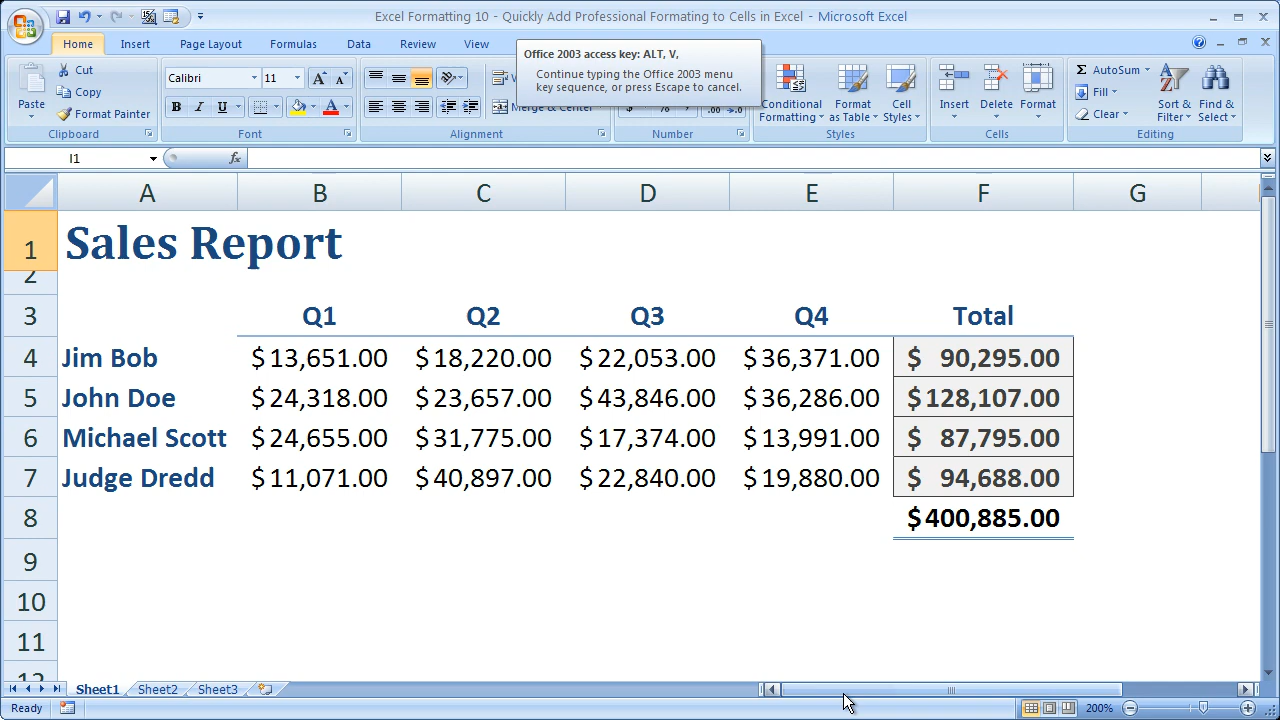 Excel Formating 10 - Quickly Add Professional Formating to Cells in Excel - Microsoft Excel
Home Insert Page Layout Formulas Data Review View
Office 2003 access key: ALT, V,
Continue typing the Office 2003 menu
key sequence, or press Escape to cancel.
Paste
Cut
Copy
Format Painter
Clipboard
Calibri 11
B I U
Font
Merge & Center
Alignment
Number
Conditional
Formatting
Format
as Table
Cell
Styles
Styles
Insert Delete Format
Cells
AutoSum
Fill
Clear
Sort &
Filter
Find &
Select
Editing
I1 fx
A B C D E F G
1 Sales Report
2
3 Q1 Q2 Q3 Q4 Total
4 Jim Bob $13,651.00 $18,220.00 $22,053.00 $36,371.00 $ 90,295.00
5 John Doe $24,318.00 $23,657.00 $43,846.00 $36,286.00 $128,107.00
6 Michael Scott $24,655.00 $31,775.00 $17,374.00 $13,991.00 $ 87,795.00
7 Judge Dredd $11,071.00 $40,897.00 $22,840.00 $19,880.00 $ 94,688.00
8 $400,885.00
9
10
11
12
Sheet1 Sheet2 Sheet3
Ready 200%